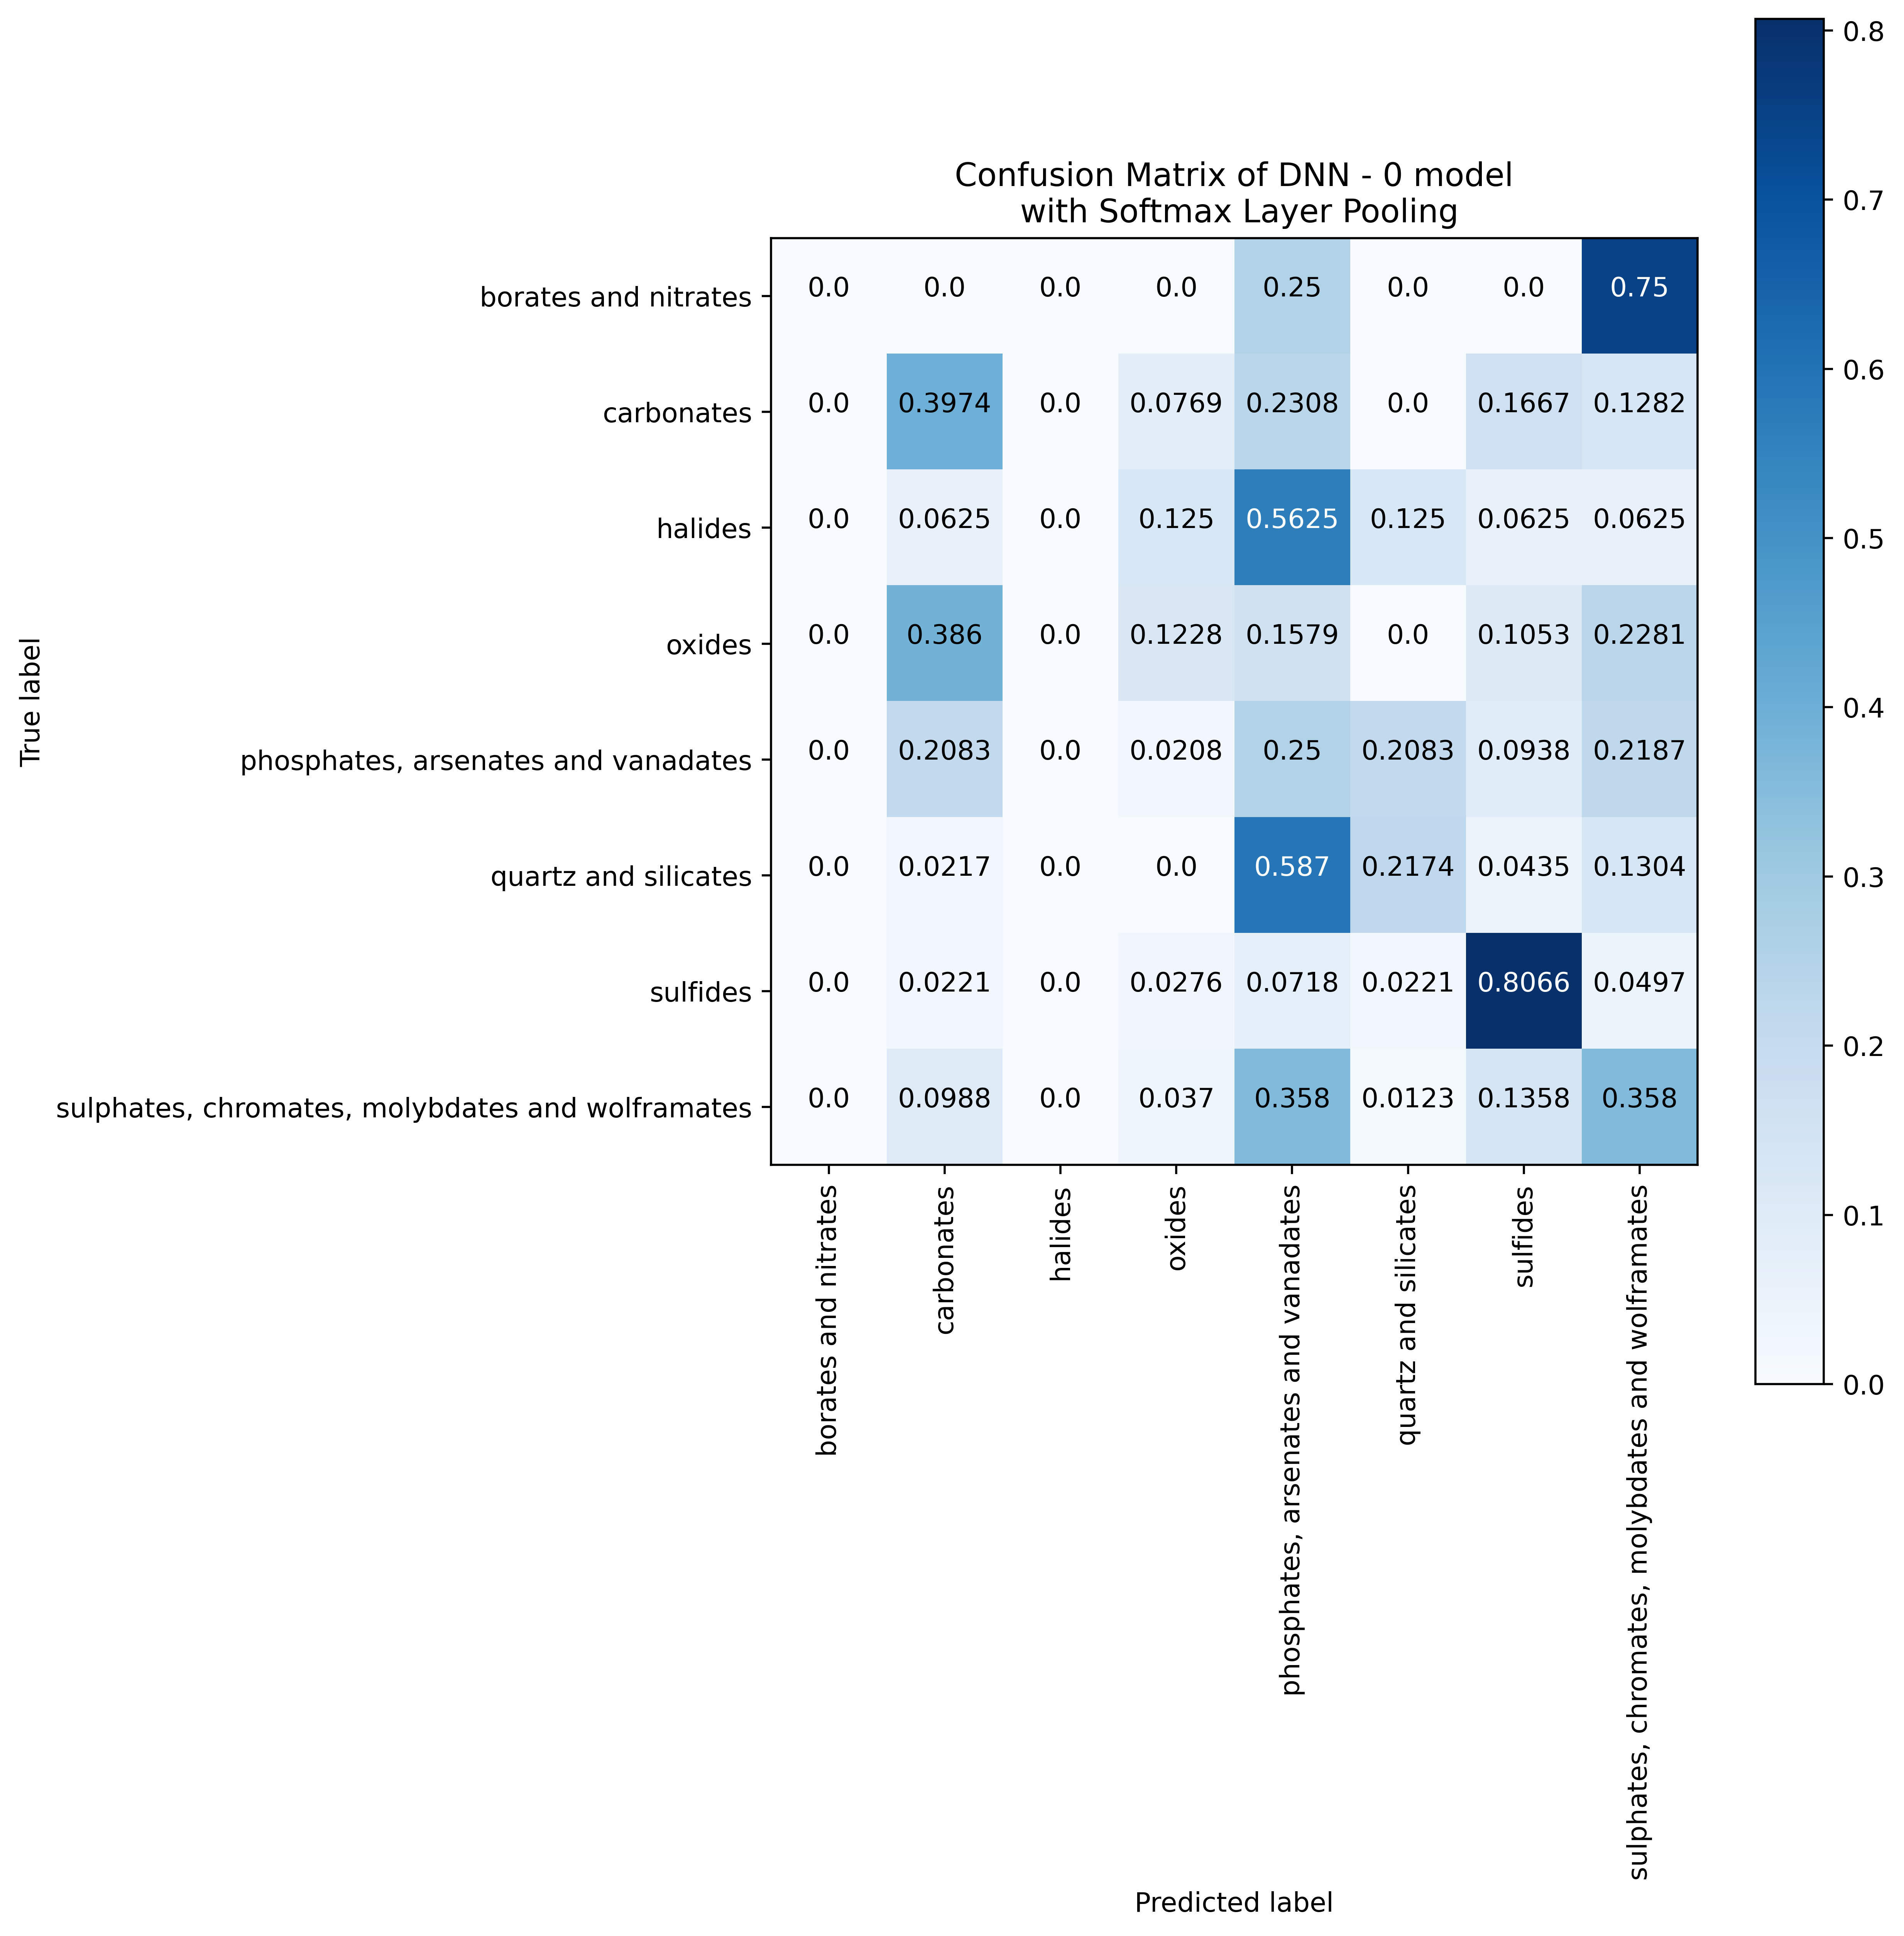 Confusion Matrix of DNN - 0 model
with Softmax Layer Pooling
True label
borates and nitrates 0.0 0.0 0.0 0.0 0.25 0.0 0.0 0.75
carbonates 0.0 0.3974 0.0 0.0769 0.2308 0.0 0.1667 0.1282
halides 0.0 0.0625 0.0 0.125 0.5625 0.125 0.0625 0.0625
oxides 0.0 0.386 0.0 0.1228 0.1579 0.0 0.1053 0.2281
phosphates, arsenates and vanadates 0.0 0.2083 0.0 0.0208 0.25 0.2083 0.0938 0.2187
quartz and silicates 0.0 0.0217 0.0 0.0 0.587 0.2174 0.0435 0.1304
sulfides 0.0 0.0221 0.0 0.0276 0.0718 0.0221 0.8066 0.0497
sulphates, chromates, molybdates and wolframates 0.0 0.0988 0.0 0.037 0.358 0.0123 0.1358 0.358
borates and nitrates
carbonates
halides
oxides
phosphates, arsenates and vanadates
quartz and silicates
sulfides
sulphates, chromates, molybdates and wolframates
Predicted label
0.8
0.7
0.6
0.5
0.4
0.3
0.2
0.1
0.0